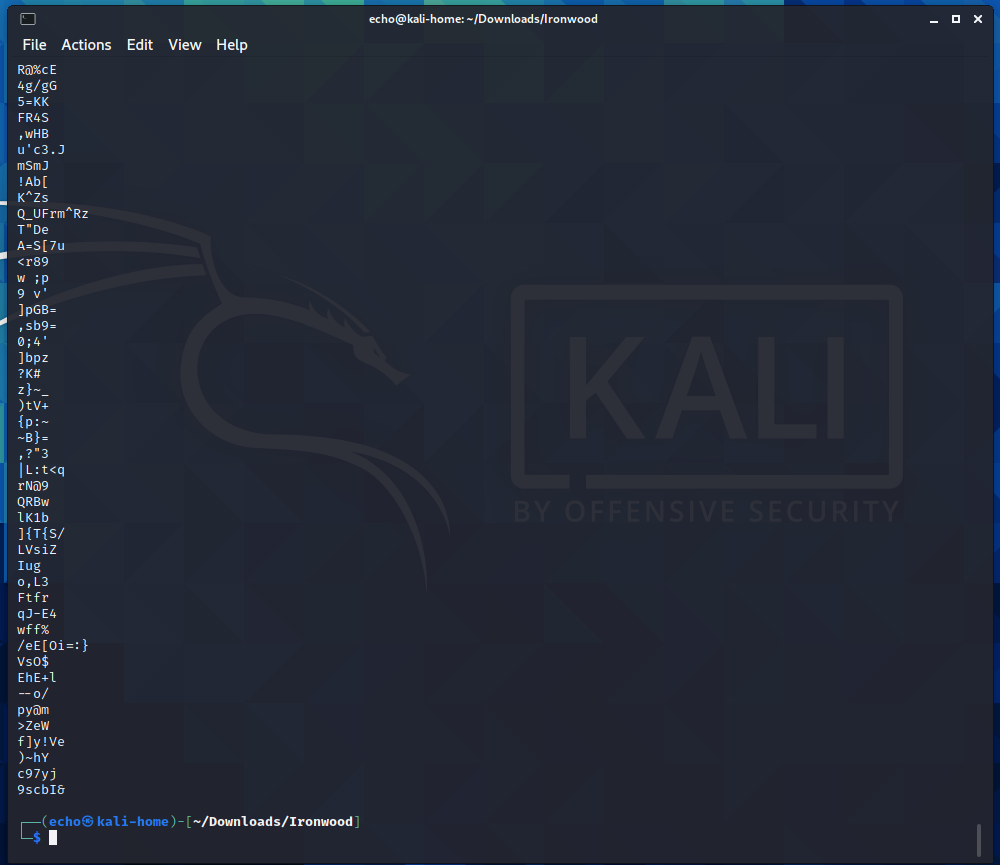 echo@kali-home: ~/Downloads/Ironwood
File Actions Edit View Help
R@%cE
4g/gG
5=KK
FR4S
,wHB
u'c3.J
mSmJ
!Ab[
K^Zs
Q_UFrm^Rz
T"De
A=S[7u
<r89
w ;p
9 v'
]pGB=
,sb9=
0;4'
]bpz
?K#
z}~_
)tV+
{p:~
~B}=
,?"3
|L:t<q
rN@9
QRBw
lK1b
]{T{S/
LVsiZ
Iug
o,L3
Ftfr
qJ-E4
wff%
/eE[Oi=:}
VsO$
EhE+l
--o/
py@m
>ZeW
f]y!Ve
)~hY
c97yj
9scbI&
┌──(echo㉿kali-home)-[~/Downloads/Ironwood]
└─$
KALI
BY OFFENSIVE SECURITY